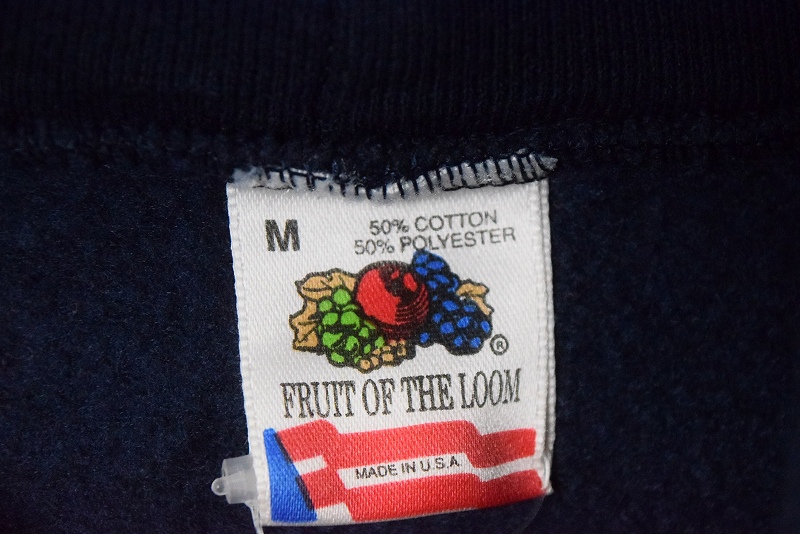 M
50% COTTON
50% POLYESTER
®
FRUIT OF THE LOOM
MADE IN U.S.A.